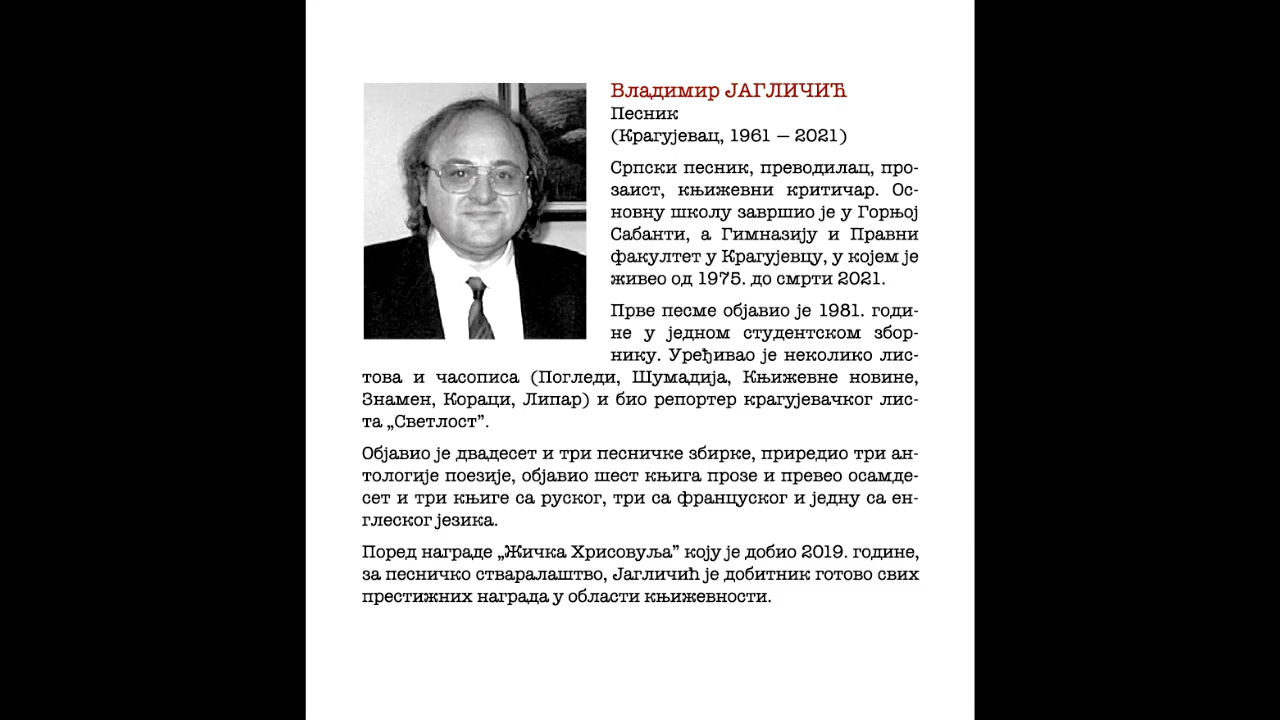 Владимир ЈАГЛИЧИЋ
Песник
(Крагујевац, 1961 — 2021)
Српски песник, преводилац, про-
заист, књижевни критичар. Ос-
новну школу завршио је у Горњој
Сабанти, а Гимназију и Правни
факултет у Крагујевцу, у којем је
живео од 1975. до смрти 2021.
Прве песме објавио је 1981. годи-
не у једном студентском збор-
нику. Уређивао је неколико лис-
това и часописа (Погледи, Шумадија, Књижевне новине,
Знамен, Кораци, Липар) и био репортер крагујевачког лис-
та „Светлост”.
Објавио је двадесет и три песничке збирке, приредио три ан-
тологије поезије, објавио шест књига прозе и превео осамде-
сет и три књиге са руског, три са француског и једну са ен-
глеског језика.
Поред награде „Жичка Хрисовуља” коју је добио 2019. године,
за песничко стваралаштво, Јагличић је добитник готово свих
престижних награда у области књижевности.